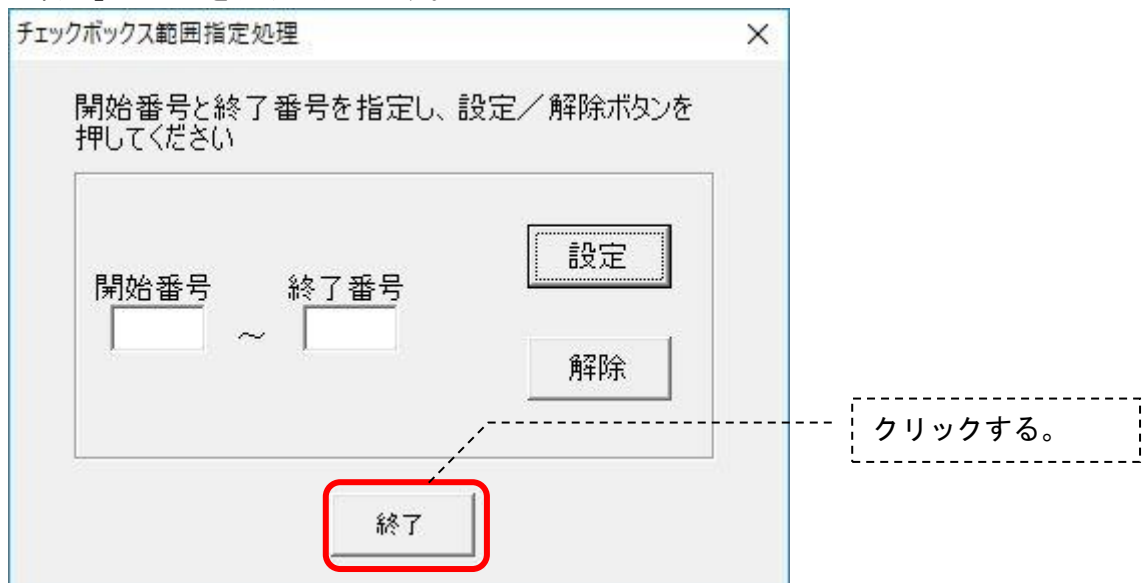 チェックボックス範囲指定処理
開始番号と終了番号を指定し、設定／解除ボタンを
押してください
設定
開始番号 終了番号
～
解除
クリックする。
終了